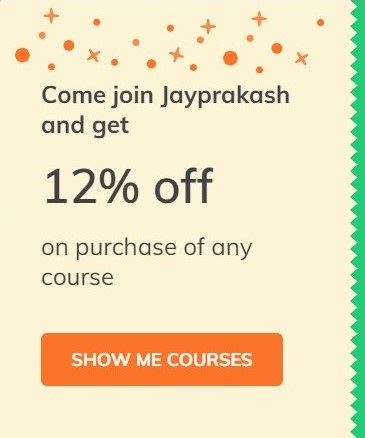 Come join Jayprakash
and get
12% off
on purchase of any
course
SHOW ME COURSES